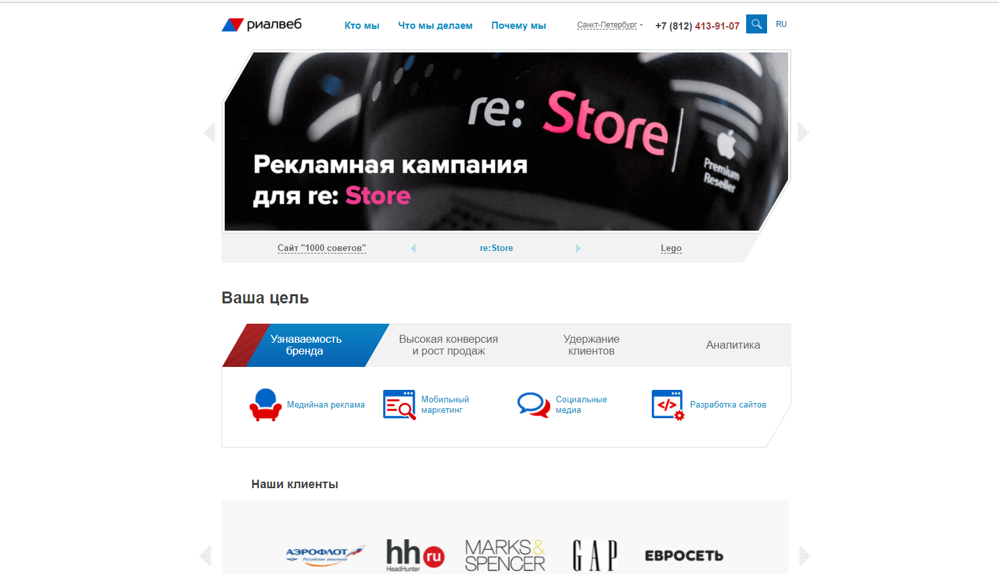 риалвеб
Кто мы
Что мы делаем
Почему мы
Санкт-Петербург
+7 (812) 413-91-07
RU
re: Store
Premium
Reseller
Рекламная кампания
для re: Store
Сайт "1000 советов"
re:Store
Lego
Ваша цель
Узнаваемость
бренда
Высокая конверсия
и рост продаж
Удержание
клиентов
Аналитика
Медийная реклама
Мобильный
маркетинг
Социальные
медиа
</>
Разработка сайтов
Наши клиенты
АЭРОФЛОТ
Российские авиалинии
hh ru
HeadHunter
MARKS &
SPENCER
GAP
ЕВРОСЕТЬ